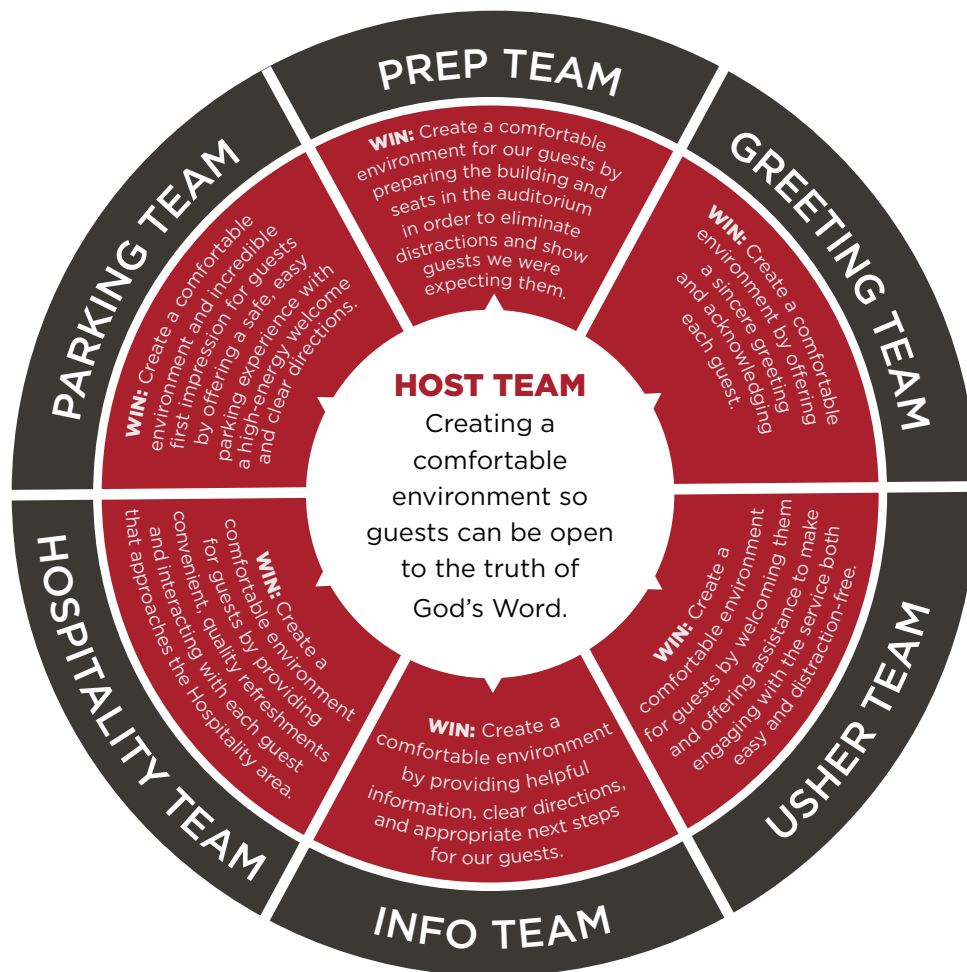 PREP TEAM
WIN: Create a comfortable
environment for our guests by
preparing the building and
seats in the auditorium
in order to eliminate
distractions and show
guests we were
expecting them.
GREETING TEAM
WIN: Create a comfortable
environment by offering
a sincere greeting
and acknowledging
each guest.
USHER TEAM
WIN: Create a
comfortable environment
for guests by welcoming them
and offering assistance to make
engaging with the service both
easy and distraction-free.
INFO TEAM
WIN: Create a
comfortable environment
by providing helpful
information, clear directions,
and appropriate next steps
for our guests.
HOSPITALITY TEAM
WIN: Create a
comfortable environment
for guests by providing
convenient, quality refreshments
and interacting with each guest
that approaches the Hospitality area.
PARKING TEAM
WIN: Create a comfortable
environment and incredible
first impression for guests
by offering a safe, easy
parking experience with
a high-energy welcome
and clear directions.
HOST TEAM
Creating a
comfortable
environment so
guests can be open
to the truth of
God's Word.